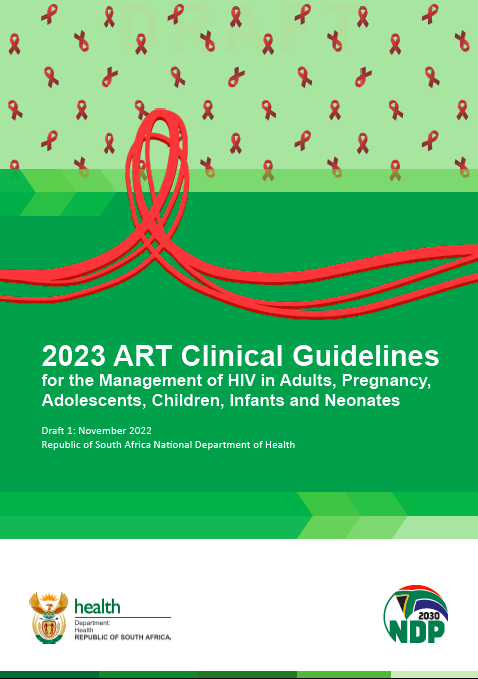 DRAFT
2023 ART Clinical Guidelines
for the Management of HIV in Adults, Pregnancy,
Adolescents, Children, Infants and Neonates
Draft 1: November 2022
Republic of South Africa National Department of Health
health
Department:
Health
REPUBLIC OF SOUTH AFRICA
2030
NDP